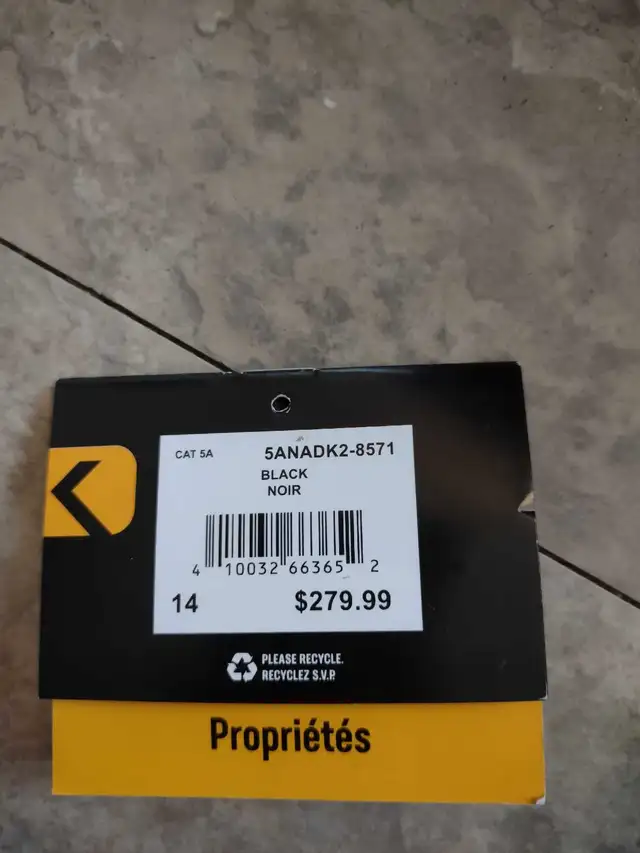 CAT 5A 5ANADK2-8571
BLACK
NOIR
4 10032 66365 2
14 $279.99
PLEASE RECYCLE.
RECYCLEZ S.V.P.
Propriétés